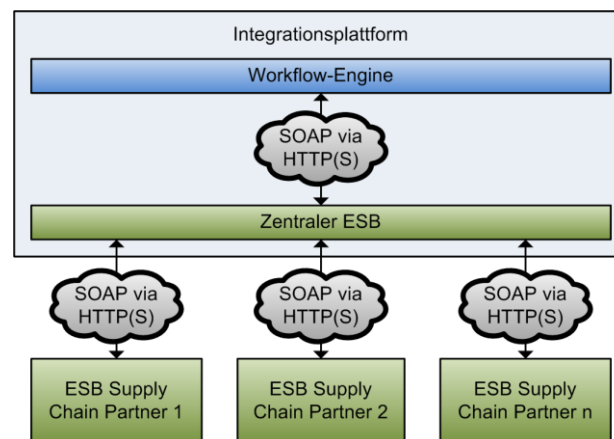 Integrationsplattform
Workflow-Engine
SOAP via
HTTP(S)
Zentraler ESB
SOAP via
HTTP(S)
SOAP via
HTTP(S)
SOAP via
HTTP(S)
ESB Supply
Chain Partner 1
ESB Supply
Chain Partner 2
ESB Supply
Chain Partner n